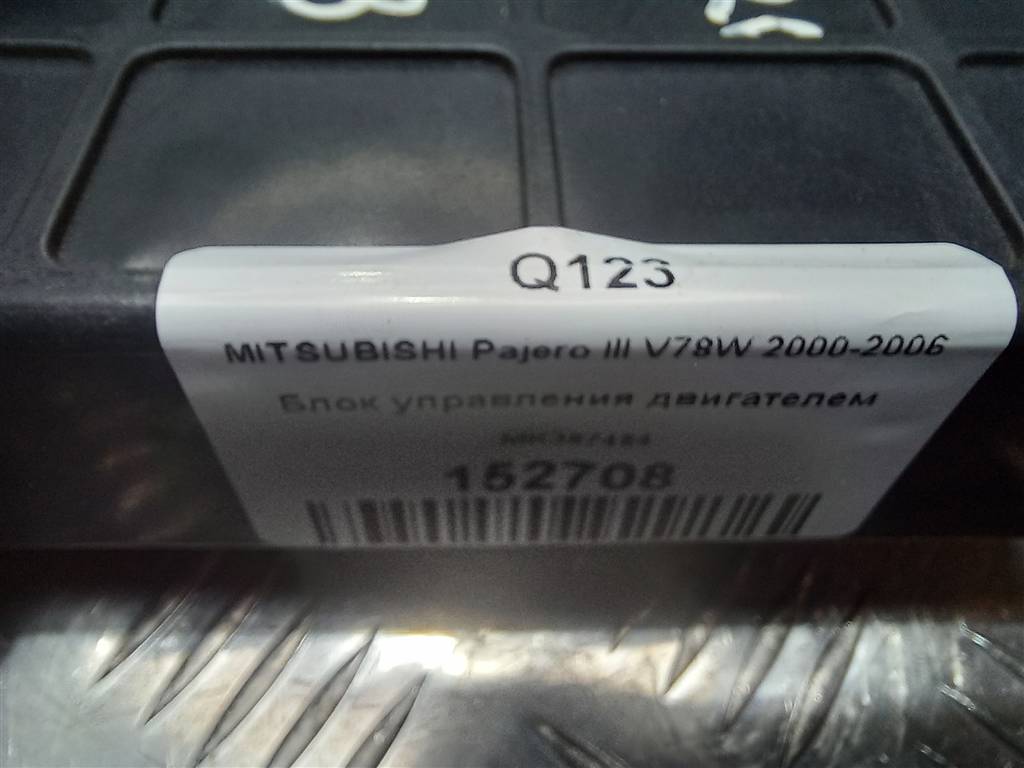 Q123
MITSUBISHI Pajero III V78W 2000-2006
Блок управления двигателем
152708